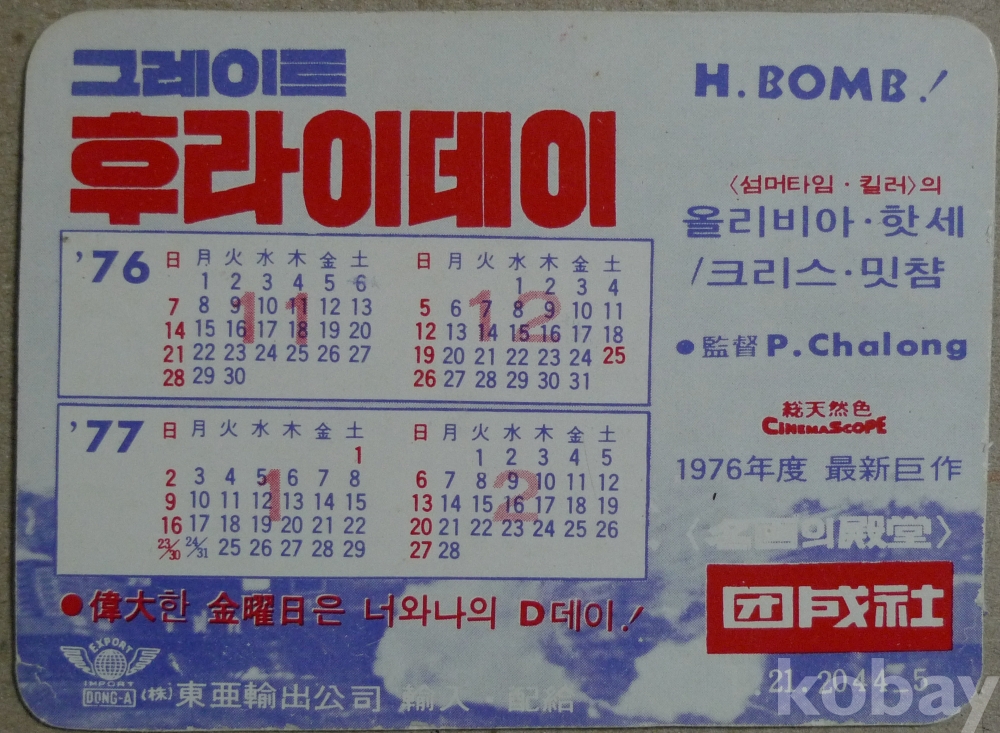 그레이트
후라이데이
H. BOMB!
〈섬머타임・킬러〉의
올리비아・핫세
/크리스・밋챰
●監督 P. Chalong
総天然色
CINEMASCOPE
1976年度 最新巨作
〈名画의殿堂〉
团成社
21. 2044_5
'76
11
日 月 火 水 木 金 土
1 2 3 4 5 6
7 8 9 10 11 12 13
14 15 16 17 18 19 20
21 22 23 24 25 26 27
28 29 30
12
日 月 火 水 木 金 土
1 2 3 4
5 6 7 8 9 10 11
12 13 14 15 16 17 18
19 20 21 22 23 24 25
26 27 28 29 30 31
'77
1
日 月 火 水 木 金 土
1
2 3 4 5 6 7 8
9 10 11 12 13 14 15
16 17 18 19 20 21 22
23/30 24/31 25 26 27 28 29
2
日 月 火 水 木 金 土
1 2 3 4 5
6 7 8 9 10 11 12
13 14 15 16 17 18 19
20 21 22 23 24 25 26
27 28
●偉大한 金曜日은 너와나의 D데이!
EXPORT
IMPORT
DONG-A
(株)東亜輸出公司 輸入・配給
kobay